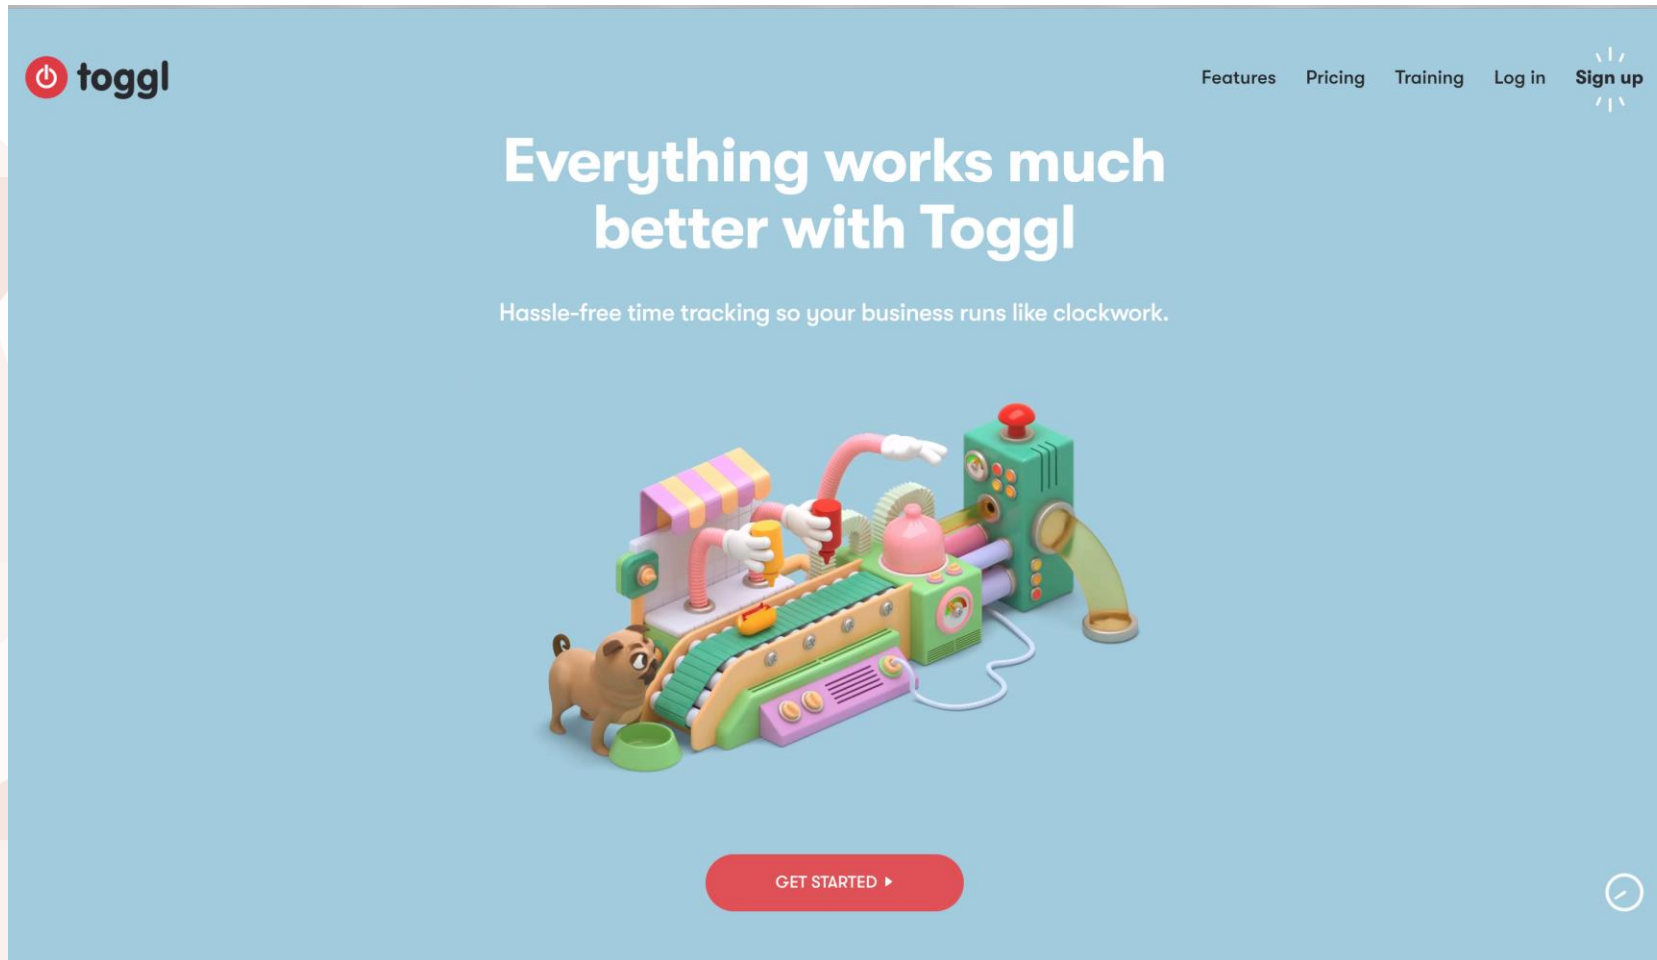 toggl
Features Pricing Training Log in Sign up
Everything works much
better with Toggl
Hassle-free time tracking so your business runs like clockwork.
GET STARTED